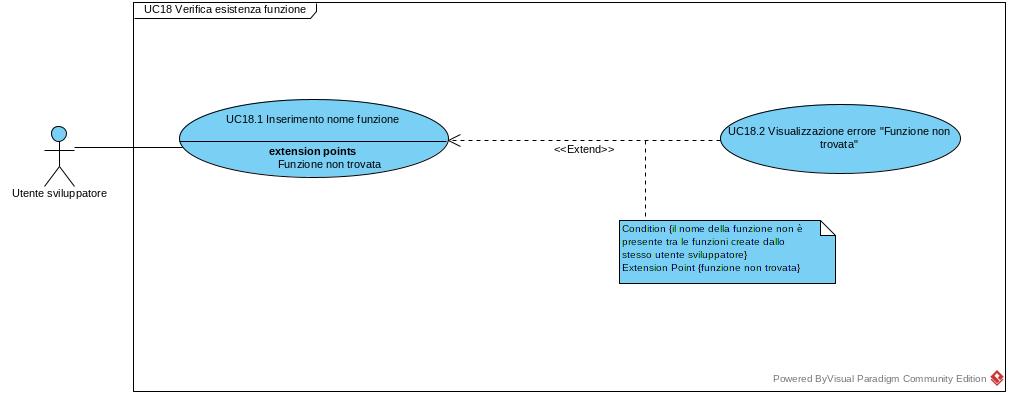 UC18 Verifica esistenza funzione
UC18.1 Inserimento nome funzione
extension points
Funzione non trovata
<<Extend>>
UC18.2 Visualizzazione errore "Funzione non
trovata"
Utente sviluppatore
Condition {il nome della funzione non è
presente tra le funzioni create dallo
stesso utente sviluppatore}
Extension Point {funzione non trovata}
Powered ByVisual Paradigm Community Edition